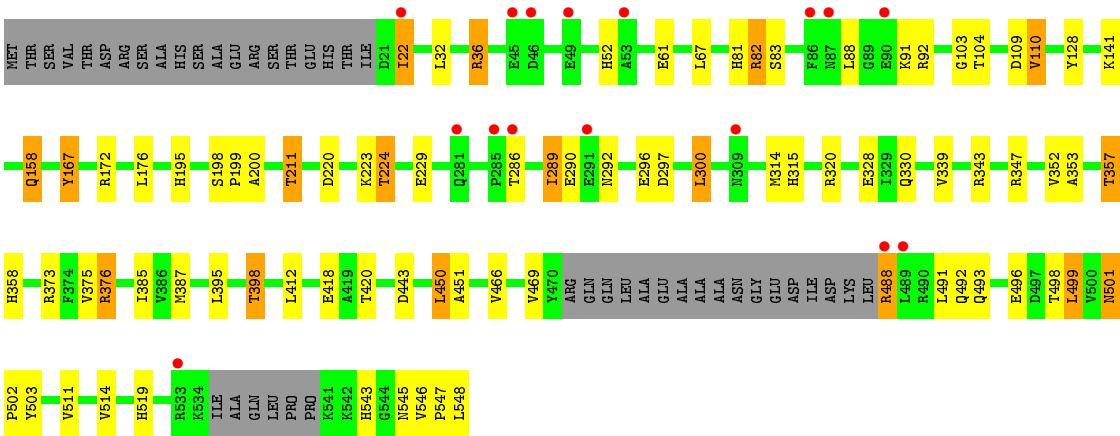 MET THR SER VAL THR ASP ARG SER ALA HIS SER ALA GLU ARG SER THR GLU HIS THR ILE D21 I22 L32 R36 E45 D46 E49 H52 A53 E61 L67 H81 R82 S83 F86 N87 L88 G89 E90 K91 R92 G103 T104 D109 V110 Y128 K141
Q158 Y167 R172 L176 H195 S198 P199 A200 T211 D220 K223 T224 E229 Q281 P285 T286 I289 E290 E291 N292 E296 D297 L300 N309 M314 H315 R320 E328 I329 Q330 V339 R343 R347 V352 A353 T357
H358 R373 F374 V375 R376 I385 V386 M387 L395 T398 L412 E418 A419 T420 D443 L450 A451 V466 V469 Y470 ARG GLN GLN LEU ALA GLU ALA ALA ALA ALA ASN GLY GLU ASP ILE ASP LYS LEU R488 L489 R490 L491 Q492 Q493 E496 D497 T498 L499 V500 N501
P502 Y503 V511 V514 H519 R533 K534 ILE ALA GLN LEU PRO PRO K541 K542 H543 G544 N545 V546 P547 L548